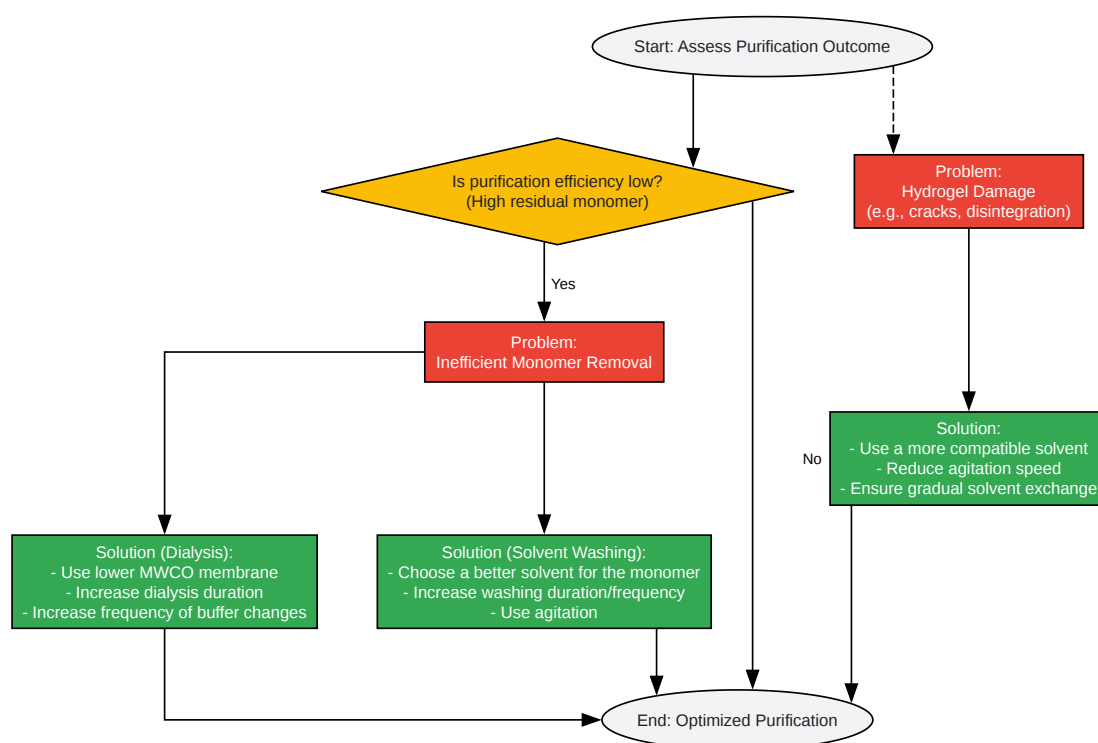 Start: Assess Purification Outcome
Is purification efficiency low?
(High residual monomer)
Problem:
Hydrogel Damage
(e.g., cracks, disintegration)
Yes
Problem:
Inefficient Monomer Removal
Solution:
- Use a more compatible solvent
- Reduce agitation speed
- Ensure gradual solvent exchange
No
Solution (Dialysis):
- Use lower MWCO membrane
- Increase dialysis duration
- Increase frequency of buffer changes
Solution (Solvent Washing):
- Choose a better solvent for the monomer
- Increase washing duration/frequency
- Use agitation
End: Optimized Purification